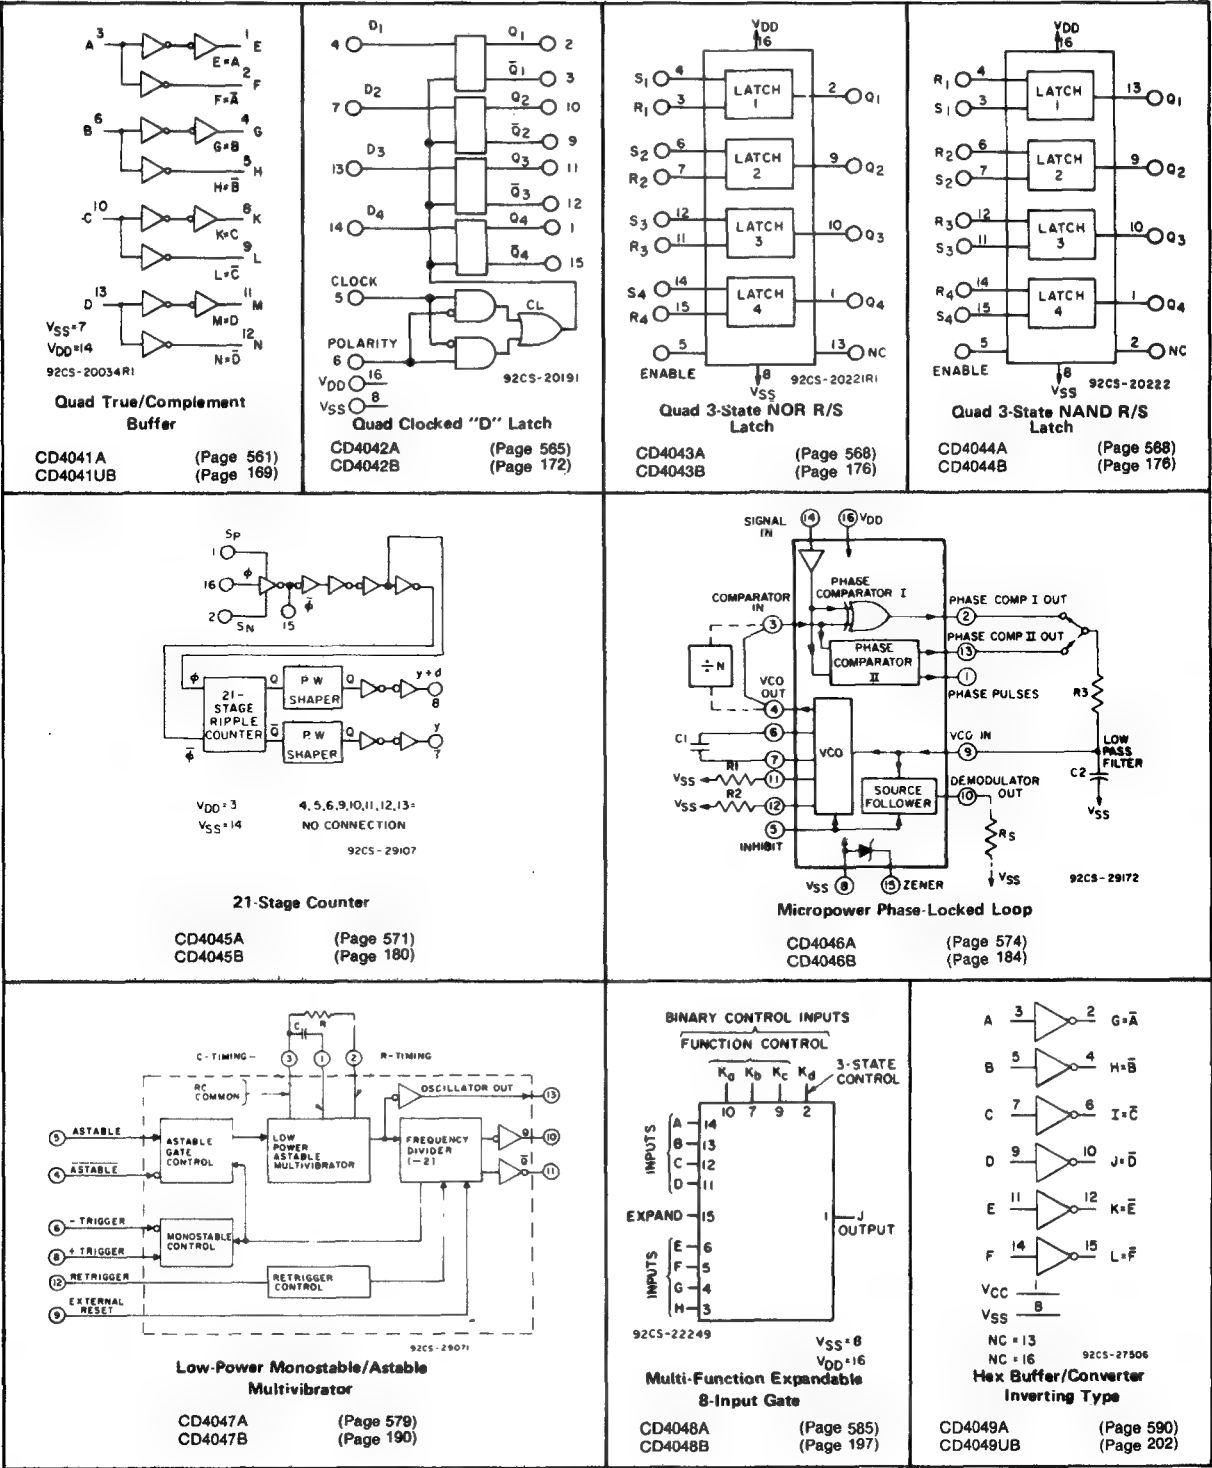 A 3 1 E
E=A
2 F
F=A̅
B 6 4 G
G=B
5 H
H=B̅
C 10 8 K
K=C
9 L
L=C̅
D 13 11 M
M=D
12 N
N=D̅
VSS=7
VDD=14
92CS-20034R1
Quad True/Complement
Buffer
CD4041A (Page 561)
CD4041UB (Page 169)
4 D1 Q1 2
Q̅1 3
7 D2 Q2 10
Q̅2 9
13 D3 Q3 11
Q̅3 12
14 D4 Q4 1
Q̅4 15
CLOCK
5 CL
POLARITY
6
VDD 16
VSS 8
92CS-20191
Quad Clocked "D" Latch
CD4042A (Page 565)
CD4042B (Page 172)
VDD
16
S1 4 LATCH 1 2 Q1
R1 3
S2 6 LATCH 2 9 Q2
R2 7
S3 12 LATCH 3 10 Q3
R3 11
S4 14 LATCH 4 1 Q4
R4 15
5 13 NC
ENABLE
8
VSS
92CS-20221R1
Quad 3-State NOR R/S
Latch
CD4043A (Page 568)
CD4043B (Page 176)
VDD
16
R1 4 LATCH 1 13 Q1
S1 3
R2 6 LATCH 2 9 Q2
S2 7
R3 12 LATCH 3 10 Q3
S3 11
R4 14 LATCH 4 1 Q4
S4 15
5 2 NC
ENABLE
8
VSS
92CS-20222
Quad 3-State NAND R/S
Latch
CD4044A (Page 568)
CD4044B (Page 176)
SP
1
16 ϕ
2 SN 15 ϕ̅
ϕ 21-STAGE RIPPLE COUNTER Q P W SHAPER Q y+d 8
ϕ̅ Q̅ P.W SHAPER Q y 7
VDD=3 4,5,6,9,10,11,12,13=
VSS=14 NO CONNECTION
92CS-29107
21-Stage Counter
CD4045A (Page 571)
CD4045B (Page 180)
SIGNAL IN 14 16 VDD
PHASE COMPARATOR I
COMPARATOR IN 3
PHASE COMP I OUT 2
PHASE COMP II OUT 13
PHASE COMPARATOR II
1 PHASE PULSES
÷N
VCO OUT 4
R3
C1 6
7
VCO
VCO IN 9
LOW PASS FILTER
C2
VSS
VSS R1 11
VSS R2 12
SOURCE FOLLOWER
DEMODULATOR OUT 10
RS
VSS
5 INHIBIT
VSS 8 15 ZENER
92CS-29172
Micropower Phase-Locked Loop
CD4046A (Page 574)
CD4046B (Page 184)
R
C
C-TIMING- 3 1 2 R-TIMING
RC COMMON
OSCILLATOR OUT 13
5 ASTABLE
4 A̅S̅T̅A̅B̅L̅E̅
ASTABLE GATE CONTROL
LOW POWER ASTABLE MULTIVIBRATOR
FREQUENCY DIVIDER (-2)
Q 10
Q̅ 11
6 - TRIGGER
8 + TRIGGER
MONOSTABLE CONTROL
12 RETRIGGER
RETRIGGER CONTROL
9 EXTERNAL RESET
92CS-29071
Low-Power Monostable/Astable
Multivibrator
CD4047A (Page 579)
CD4047B (Page 190)
BINARY CONTROL INPUTS
FUNCTION CONTROL
Ka Kb Kc Kd 3-STATE CONTROL
10 7 9 2
INPUTS
A 14
B 13
C 12
D 11
EXPAND 15
1 J
OUTPUT
INPUTS
E 6
F 5
G 4
H 3
92CS-22249
VSS=8
VDD=16
Multi-Function Expandable
8-Input Gate
CD4048A (Page 585)
CD4048B (Page 197)
A 3 2 G=A̅
B 5 4 H=B̅
C 7 6 I=C̅
D 9 10 J=D̅
E 11 12 K=E̅
F 14 15 L=F̅
VCC 1
VSS 8
NC = 13
NC = 16
92CS-27506
Hex Buffer/Converter
Inverting Type
CD4049A (Page 590)
CD4049UB (Page 202)